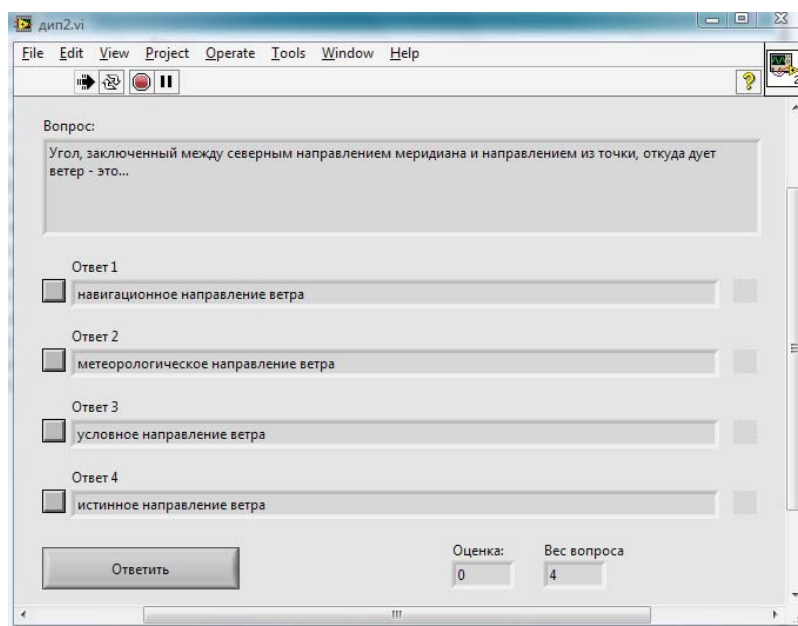 дип2.vi
File Edit View Project Operate Tools Window Help
Вопрос:
Угол, заключенный между северным направлением меридиана и направлением из точки, откуда дует
ветер - это...
Ответ 1
навигационное направление ветра
Ответ 2
метеорологическое направление ветра
Ответ 3
условное направление ветра
Ответ 4
истинное направление ветра
Ответить
Оценка: Вес вопроса
0 4